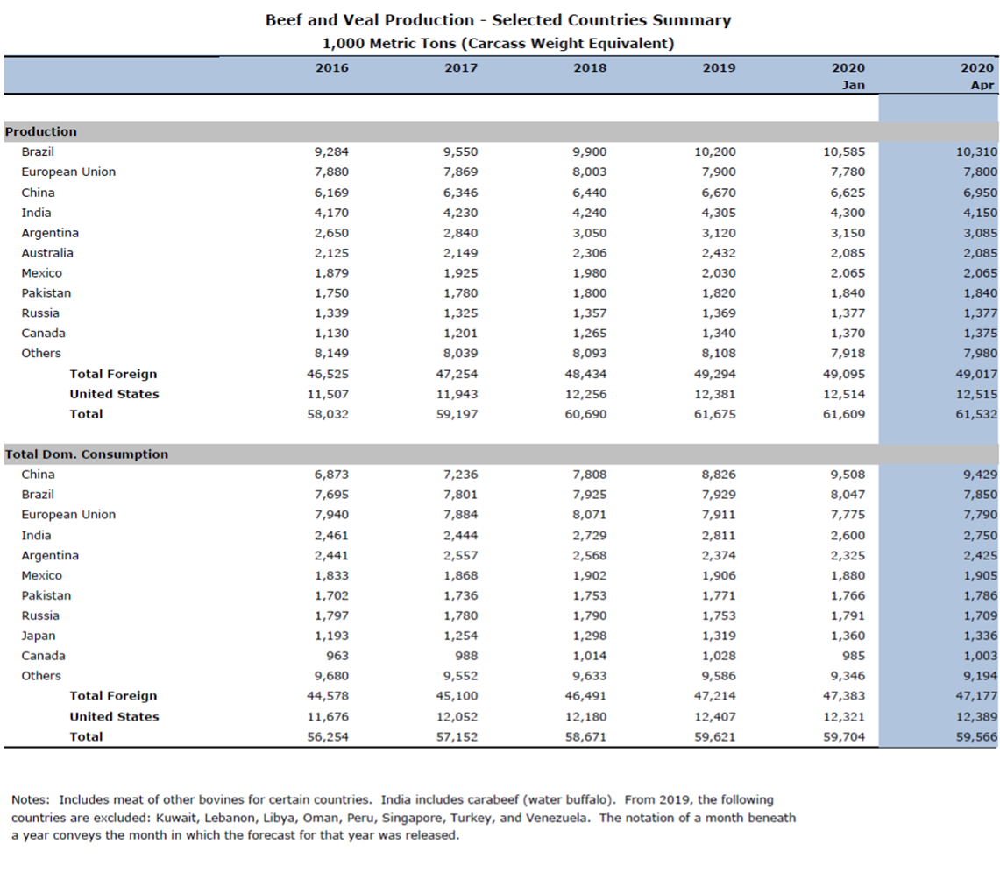 Beef and Veal Production - Selected Countries Summary
1,000 Metric Tons (Carcass Weight Equivalent)
2016 2017 2018 2019 2020 2020
Jan Apr
Production
Brazil 9,284 9,550 9,900 10,200 10,585 10,310
European Union 7,880 7,869 8,003 7,900 7,780 7,800
China 6,169 6,346 6,440 6,670 6,625 6,950
India 4,170 4,230 4,240 4,305 4,300 4,150
Argentina 2,650 2,840 3,050 3,120 3,150 3,085
Australia 2,125 2,149 2,306 2,432 2,085 2,085
Mexico 1,879 1,925 1,980 2,030 2,065 2,065
Pakistan 1,750 1,780 1,800 1,820 1,840 1,840
Russia 1,339 1,325 1,357 1,369 1,377 1,377
Canada 1,130 1,201 1,265 1,340 1,370 1,375
Others 8,149 8,039 8,093 8,108 7,918 7,980
Total Foreign 46,525 47,254 48,434 49,294 49,095 49,017
United States 11,507 11,943 12,256 12,381 12,514 12,515
Total 58,032 59,197 60,690 61,675 61,609 61,532
Total Dom. Consumption
China 6,873 7,236 7,808 8,826 9,508 9,429
Brazil 7,695 7,801 7,925 7,929 8,047 7,850
European Union 7,940 7,884 8,071 7,911 7,775 7,790
India 2,461 2,444 2,729 2,811 2,600 2,750
Argentina 2,441 2,557 2,568 2,374 2,325 2,425
Mexico 1,833 1,868 1,902 1,906 1,880 1,905
Pakistan 1,702 1,736 1,753 1,771 1,766 1,786
Russia 1,797 1,780 1,790 1,753 1,791 1,709
Japan 1,193 1,254 1,298 1,319 1,360 1,336
Canada 963 988 1,014 1,028 985 1,003
Others 9,680 9,552 9,633 9,586 9,346 9,194
Total Foreign 44,578 45,100 46,491 47,214 47,383 47,177
United States 11,676 12,052 12,180 12,407 12,321 12,389
Total 56,254 57,152 58,671 59,621 59,704 59,566
Notes: Includes meat of other bovines for certain countries. India includes carabeef (water buffalo). From 2019, the following
countries are excluded: Kuwait, Lebanon, Libya, Oman, Peru, Singapore, Turkey, and Venezuela. The notation of a month beneath
a year conveys the month in which the forecast for that year was released.